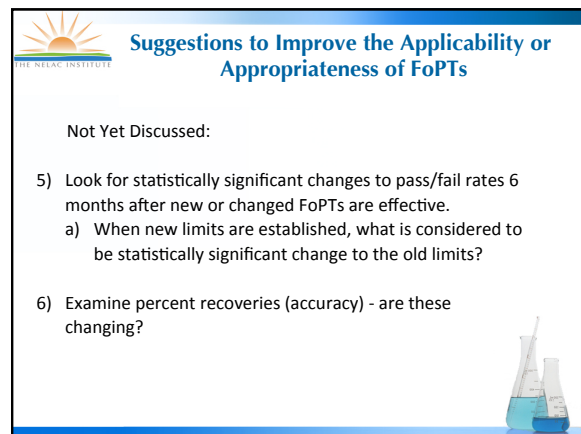 THE NELAC INSTITUTE
Suggestions to Improve the Applicability or
Appropriateness of FoPTs
Not Yet Discussed:
5) Look for statistically significant changes to pass/fail rates 6
months after new or changed FoPTs are effective.
a) When new limits are established, what is considered to
be statistically significant change to the old limits?
6) Examine percent recoveries (accuracy) - are these
changing?